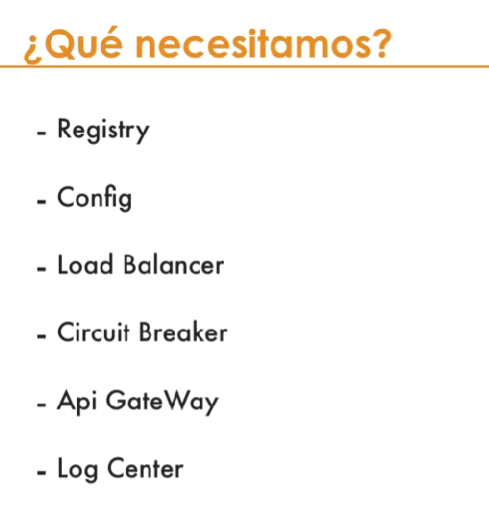 ¿Qué necesitamos?
- Registry
- Config
- Load Balancer
- Circuit Breaker
- Api GateWay
- Log Center